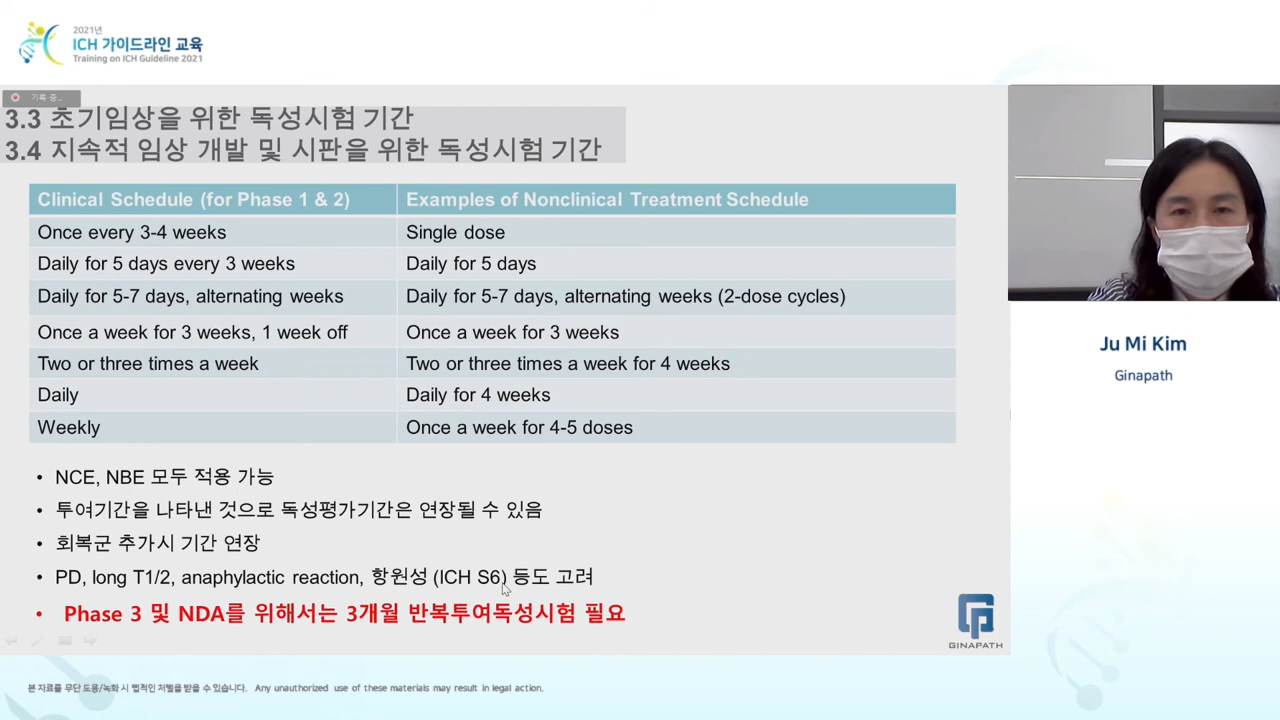 2021년
ICH 가이드라인 교육
Training on ICH Guideline 2021
기록 중...
3.3 초기임상을 위한 독성시험 기간
3.4 지속적 임상 개발 및 시판을 위한 독성시험 기간
Clinical Schedule (for Phase 1 & 2) Examples of Nonclinical Treatment Schedule
Once every 3-4 weeks Single dose
Daily for 5 days every 3 weeks Daily for 5 days
Daily for 5-7 days, alternating weeks Daily for 5-7 days, alternating weeks (2-dose cycles)
Once a week for 3 weeks, 1 week off Once a week for 3 weeks
Two or three times a week Two or three times a week for 4 weeks
Daily Daily for 4 weeks
Weekly Once a week for 4-5 doses
• NCE, NBE 모두 적용 가능
• 투여기간을 나타낸 것으로 독성평가기간은 연장될 수 있음
• 회복군 추가시 기간 연장
• PD, long T1/2, anaphylactic reaction, 항원성 (ICH S6) 등도 고려
• Phase 3 및 NDA를 위해서는 3개월 반복투여독성시험 필요
GINAPATH
Ju Mi Kim
Ginapath
본 자료를 무단 도용/녹화 시 법적인 처벌을 받을 수 있습니다. Any unauthorized use of these materials may result in legal action.